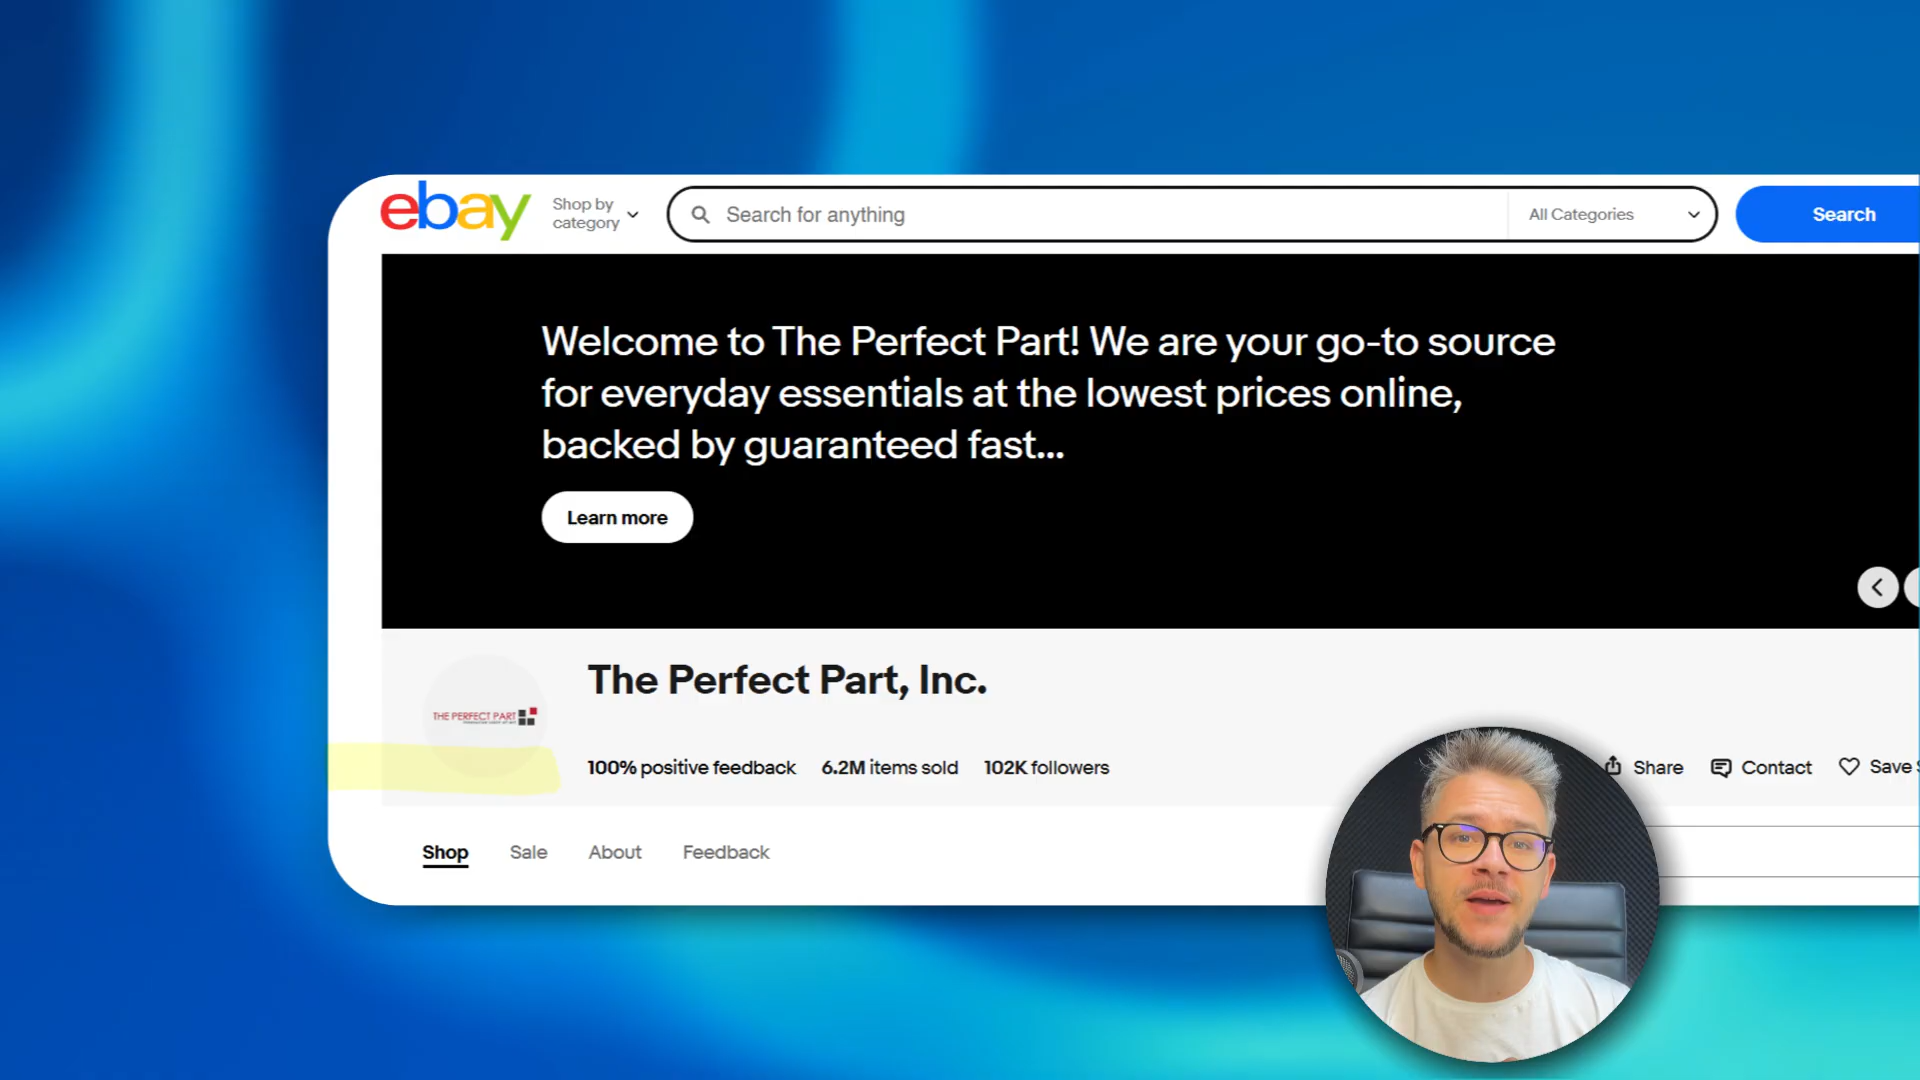 ebay
Shop by
category
Search for anything
All Categories
Search
Welcome to The Perfect Part! We are your go-to source
for everyday essentials at the lowest prices online,
backed by guaranteed fast...
Learn more
The Perfect Part, Inc.
THE PERFECT PART
100% positive feedback 6.2M items sold 102K followers
Share Contact Save
Shop Sale About Feedback